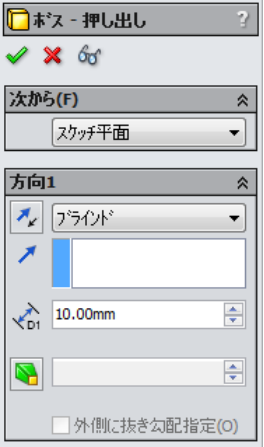 ﾎﾞｽ - 押し出し
?
次から(F)
スケッチ平面
方向1
ﾌﾞﾗｲﾝﾄﾞ
D1
10.00mm
外側に抜き勾配指定(O)